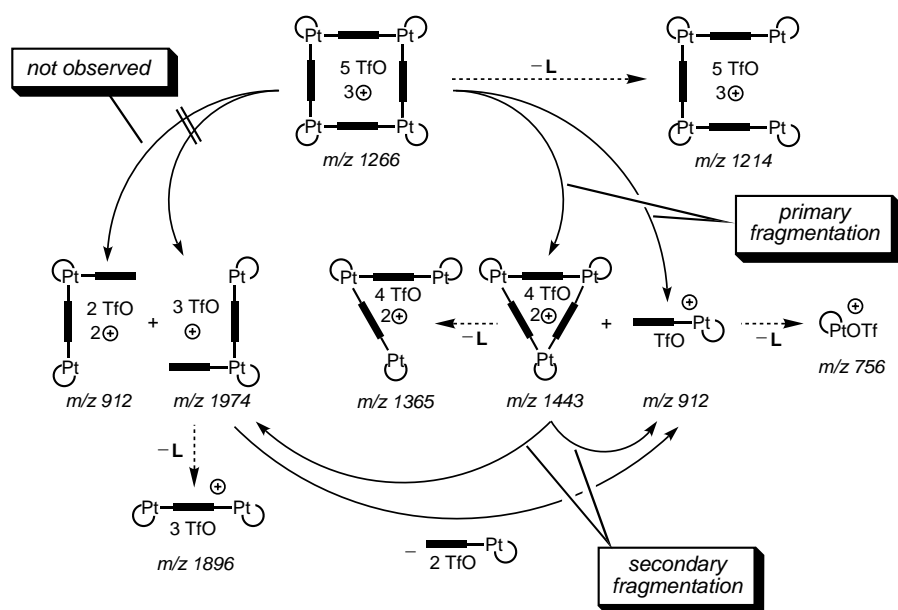 not observed
Pt Pt
5 TfO
3⊕
Pt Pt
m/z 1266
− L
Pt Pt
5 TfO
3⊕
Pt Pt
m/z 1214
primary
fragmentation
Pt
2 TfO
2⊕
Pt
m/z 912
+
Pt
3 TfO
⊕
Pt
m/z 1974
Pt Pt
4 TfO
2⊕
Pt
m/z 1365
− L
Pt Pt
4 TfO
2⊕
Pt
m/z 1443
+
⊕
Pt
TfO
m/z 912
− L
⊕
PtOTf
m/z 756
− L
⊕
Pt Pt
3 TfO
m/z 1896
− Pt
2 TfO
secondary
fragmentation